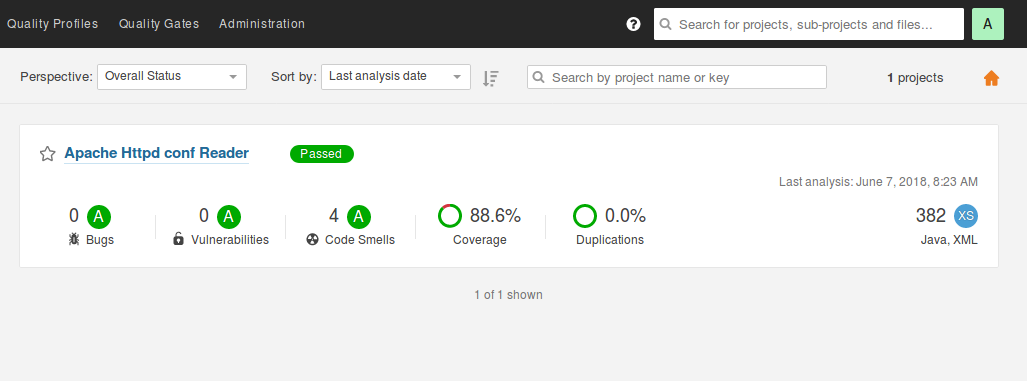 Quality Profiles Quality Gates Administration ? Search for projects, sub-projects and files... A
Perspective: Overall Status Sort by: Last analysis date Search by project name or key 1 projects
Apache Httpd conf Reader Passed
Last analysis: June 7, 2018, 8:23 AM
0 A 0 A 4 A 88.6% 0.0% 382 XS
Bugs Vulnerabilities Code Smells Coverage Duplications Java, XML
1 of 1 shown